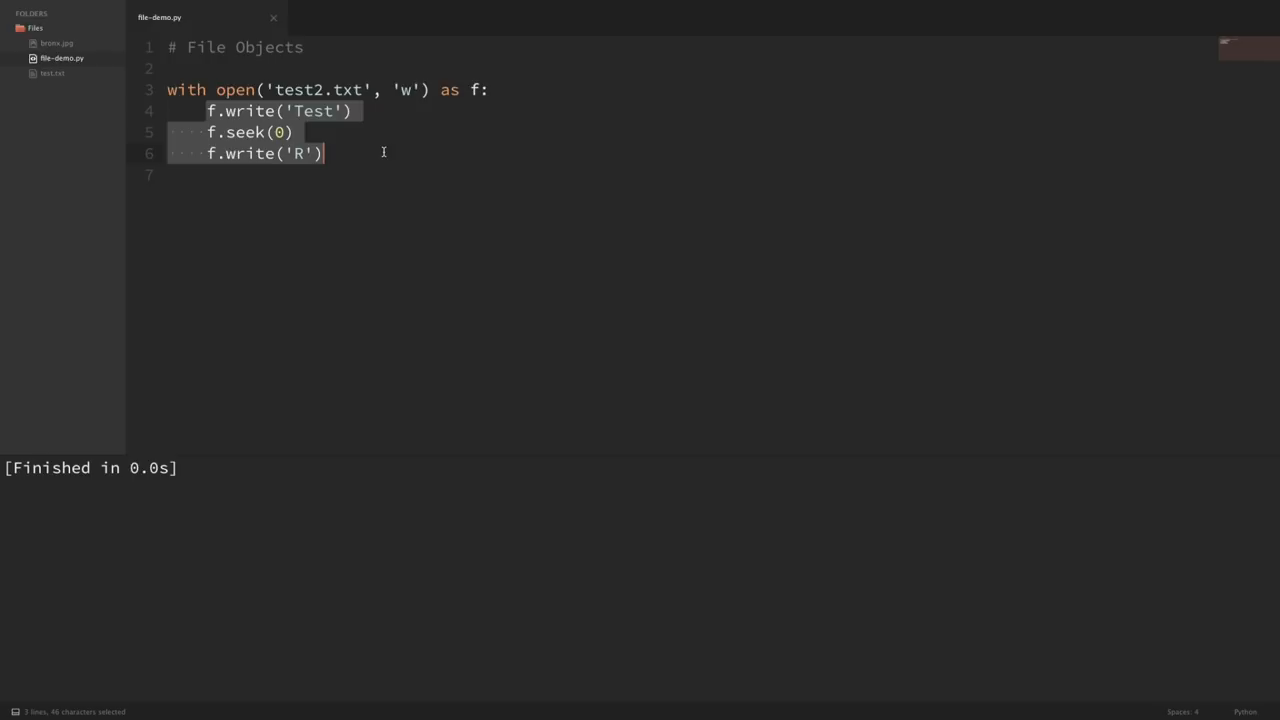 FOLDERS
Files
bronx.jpg
file-demo.py
test.txt
file-demo.py
1 # File Objects
2
3 with open('test2.txt', 'w') as f:
4     f.write('Test')
5     f.seek(0)
6     f.write('R')
7
[Finished in 0.0s]
3 lines, 46 characters selected
Spaces: 4
Python